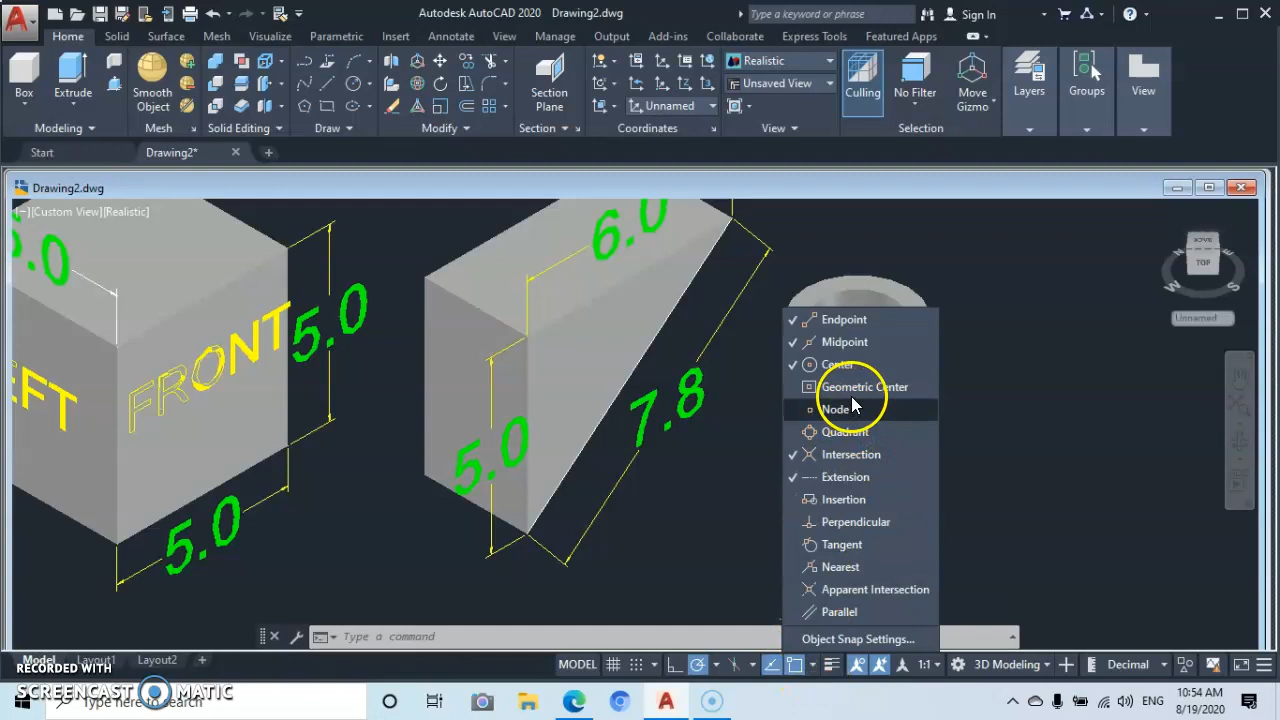 Autodesk AutoCAD 2020 Drawing2.dwg
Type a keyword or phrase
Sign In
Home Solid Surface Mesh Visualize Parametric Insert Annotate View Manage Output Add-ins Collaborate Express Tools Featured Apps
Box
Extrude
Smooth Object
Section Plane
Realistic
Unsaved View
Unnamed
Culling
No Filter
Move Gizmo
Layers
Groups
View
Modeling Mesh Solid Editing Draw Modify Section Coordinates View Selection
Start Drawing2*
Drawing2.dwg
[−][Custom View][Realistic]
6.0
.0
FRONT
5.0
EFT
7.8
5.0
5.0
TOP
W
S
Unnamed
Endpoint
Midpoint
Center
Geometric Center
Node
Quadrant
Intersection
Extension
Insertion
Perpendicular
Tangent
Nearest
Apparent Intersection
Parallel
Object Snap Settings...
Type a command
Model Layout1 Layout2
MODEL 1:1 3D Modeling Decimal
RECORDED WITH
SCREENCAST MATIC
Type here to search
ENG
10:54 AM
8/19/2020